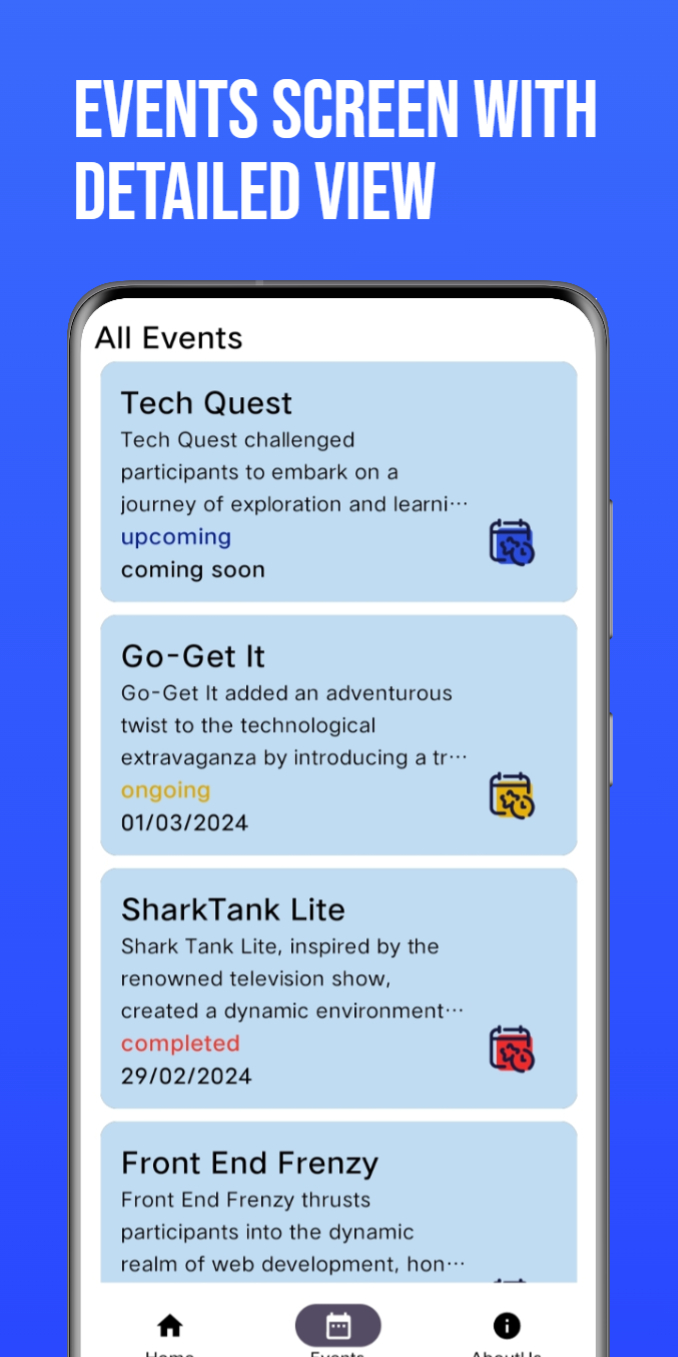 EVENTS SCREEN WITH
DETAILED VIEW
All Events
Tech Quest
Tech Quest challenged
participants to embark on a
journey of exploration and learni...
upcoming
coming soon
Go-Get It
Go-Get It added an adventurous
twist to the technological
extravaganza by introducing a tr...
ongoing
01/03/2024
SharkTank Lite
Shark Tank Lite, inspired by the
renowned television show,
created a dynamic environment...
completed
29/02/2024
Front End Frenzy
Front End Frenzy thrusts
participants into the dynamic
realm of web development, hon...
Home
Events
AboutUs